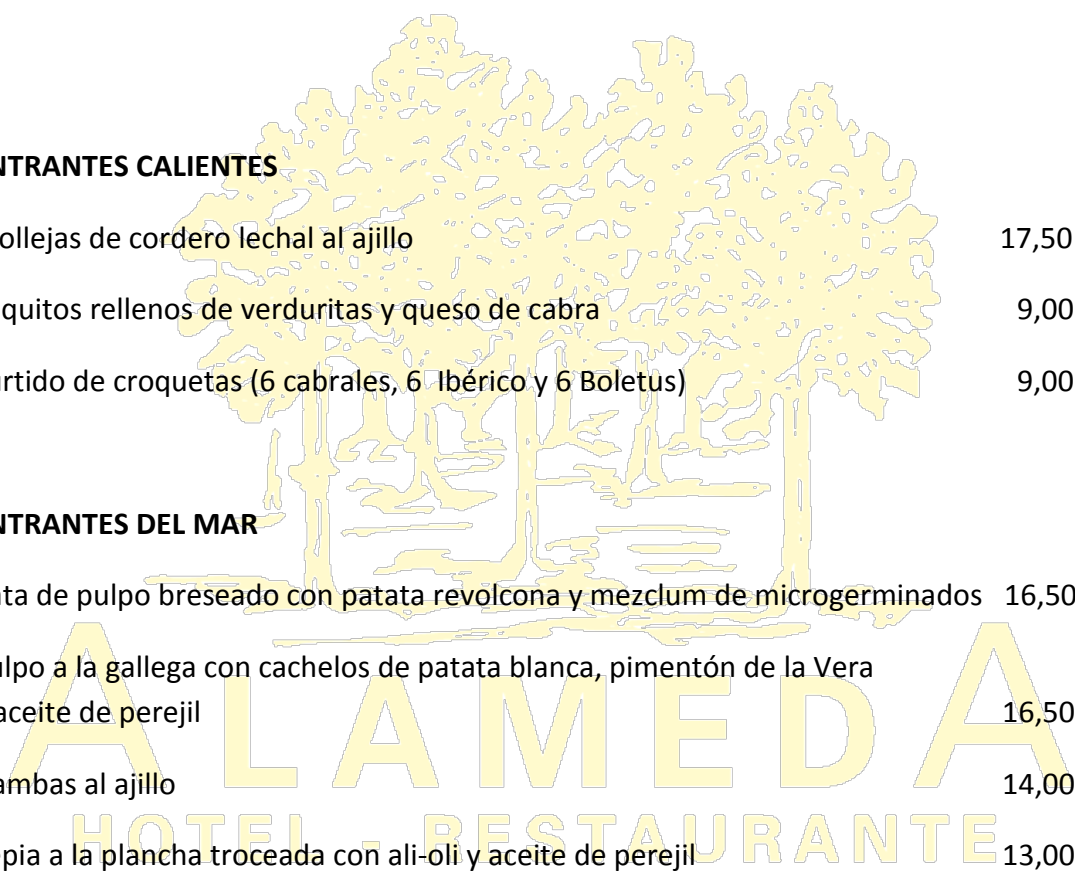 NTRANTES CALIENTES
ollejas de cordero lechal al ajillo 17,50
quitos rellenos de verduritas y queso de cabra 9,00
urtido de croquetas (6 cabrales, 6 Ibérico y 6 Boletus) 9,00
NTRANTES DEL MAR
ata de pulpo breseado con patata revolcona y mezclum de microgerminados 16,50
ulpo a la gallega con cachelos de patata blanca, pimentón de la Vera
aceite de perejil 16,50
ALAMEDA
ambas al ajillo 14,00
HOTEL - RESTAURANTE
epia a la plancha troceada con ali-oli y aceite de perejil 13,00